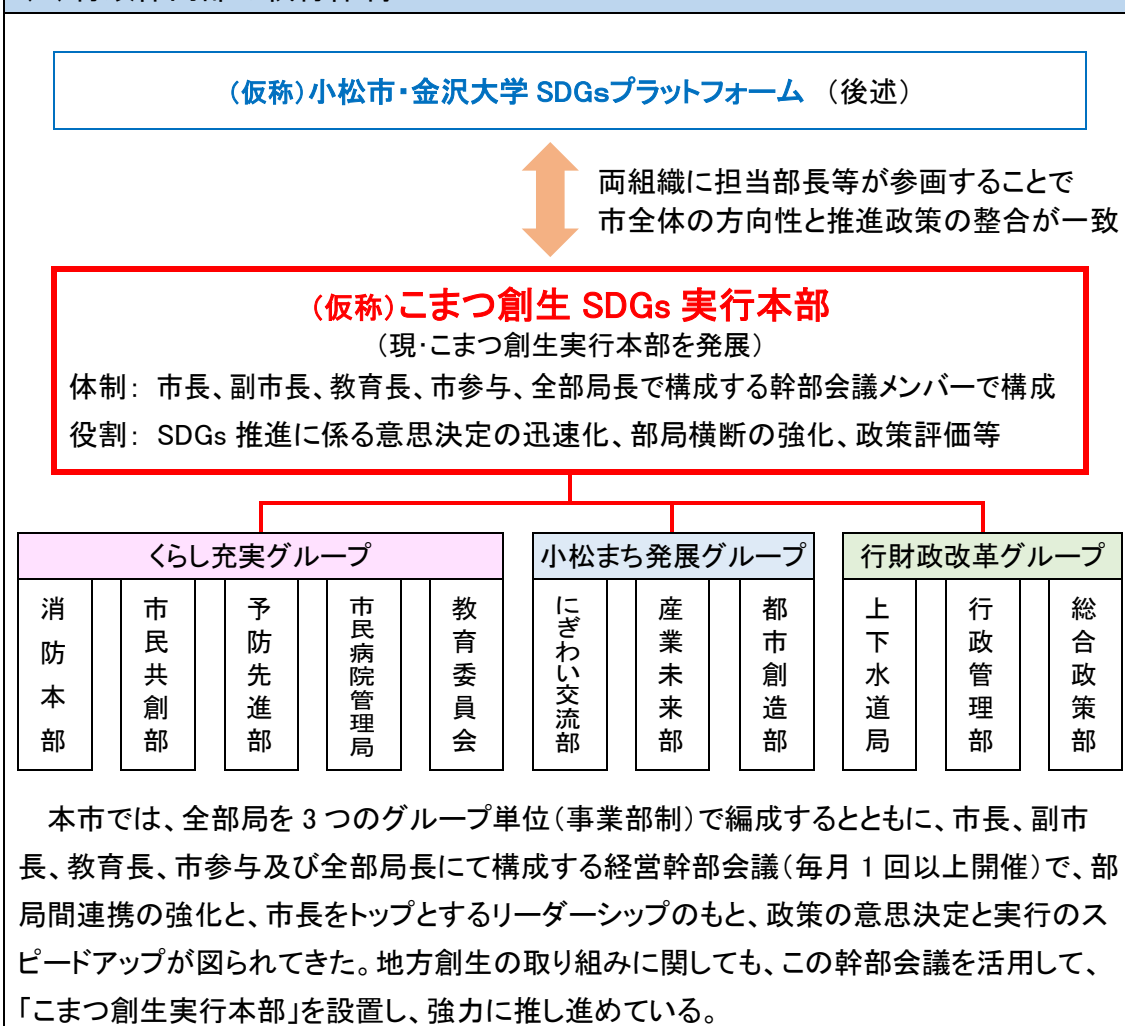 (仮称)小松市・金沢大学 SDGsプラットフォーム (後述)
両組織に担当部長等が参画することで
市全体の方向性と推進政策の整合が一致
(仮称)こまつ創生 SDGs 実行本部
(現・こまつ創生実行本部を発展)
体制: 市長、副市長、教育長、市参与、全部局長で構成する幹部会議メンバーで構成
役割: SDGs 推進に係る意思決定の迅速化、部局横断の強化、政策評価等
くらし充実グループ
消防本部
市民共創部
予防先進部
市民病院管理局
教育委員会
小松まち発展グループ
にぎわい交流部
産業未来部
都市創造部
行財政改革グループ
上下水道局
行政管理部
総合政策部
本市では、全部局を 3 つのグループ単位(事業部制)で編成するとともに、市長、副市
長、教育長、市参与及び全部局長にて構成する経営幹部会議(毎月 1 回以上開催)で、部
局間連携の強化と、市長をトップとするリーダーシップのもと、政策の意思決定と実行のス
ピードアップが図られてきた。地方創生の取り組みに関しても、この幹部会議を活用して、
「こまつ創生実行本部」を設置し、強力に推し進めている。